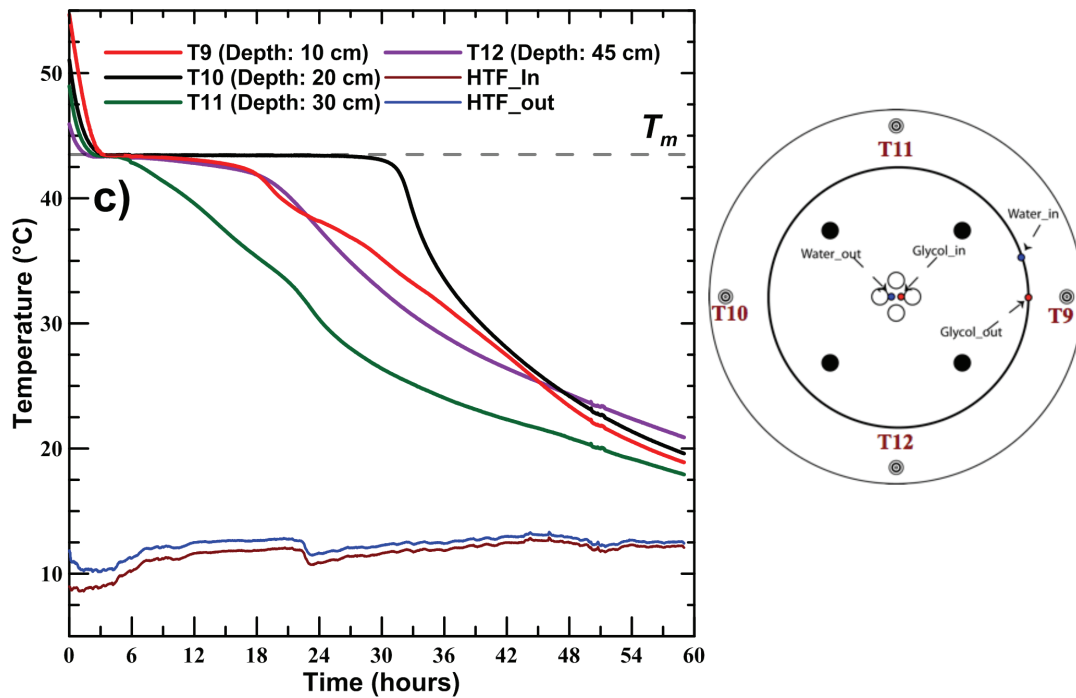 T9 (Depth: 10 cm)
T12 (Depth: 45 cm)
T10 (Depth: 20 cm)
HTF_In
T11 (Depth: 30 cm)
HTF_out
Tm
c)
50
40
30
20
10
Temperature (°C)
0
6
12
18
24
30
36
42
48
54
60
Time (hours)
T11
Water_in
Water_out
Glycol_in
T10
T9
Glycol_out
T12